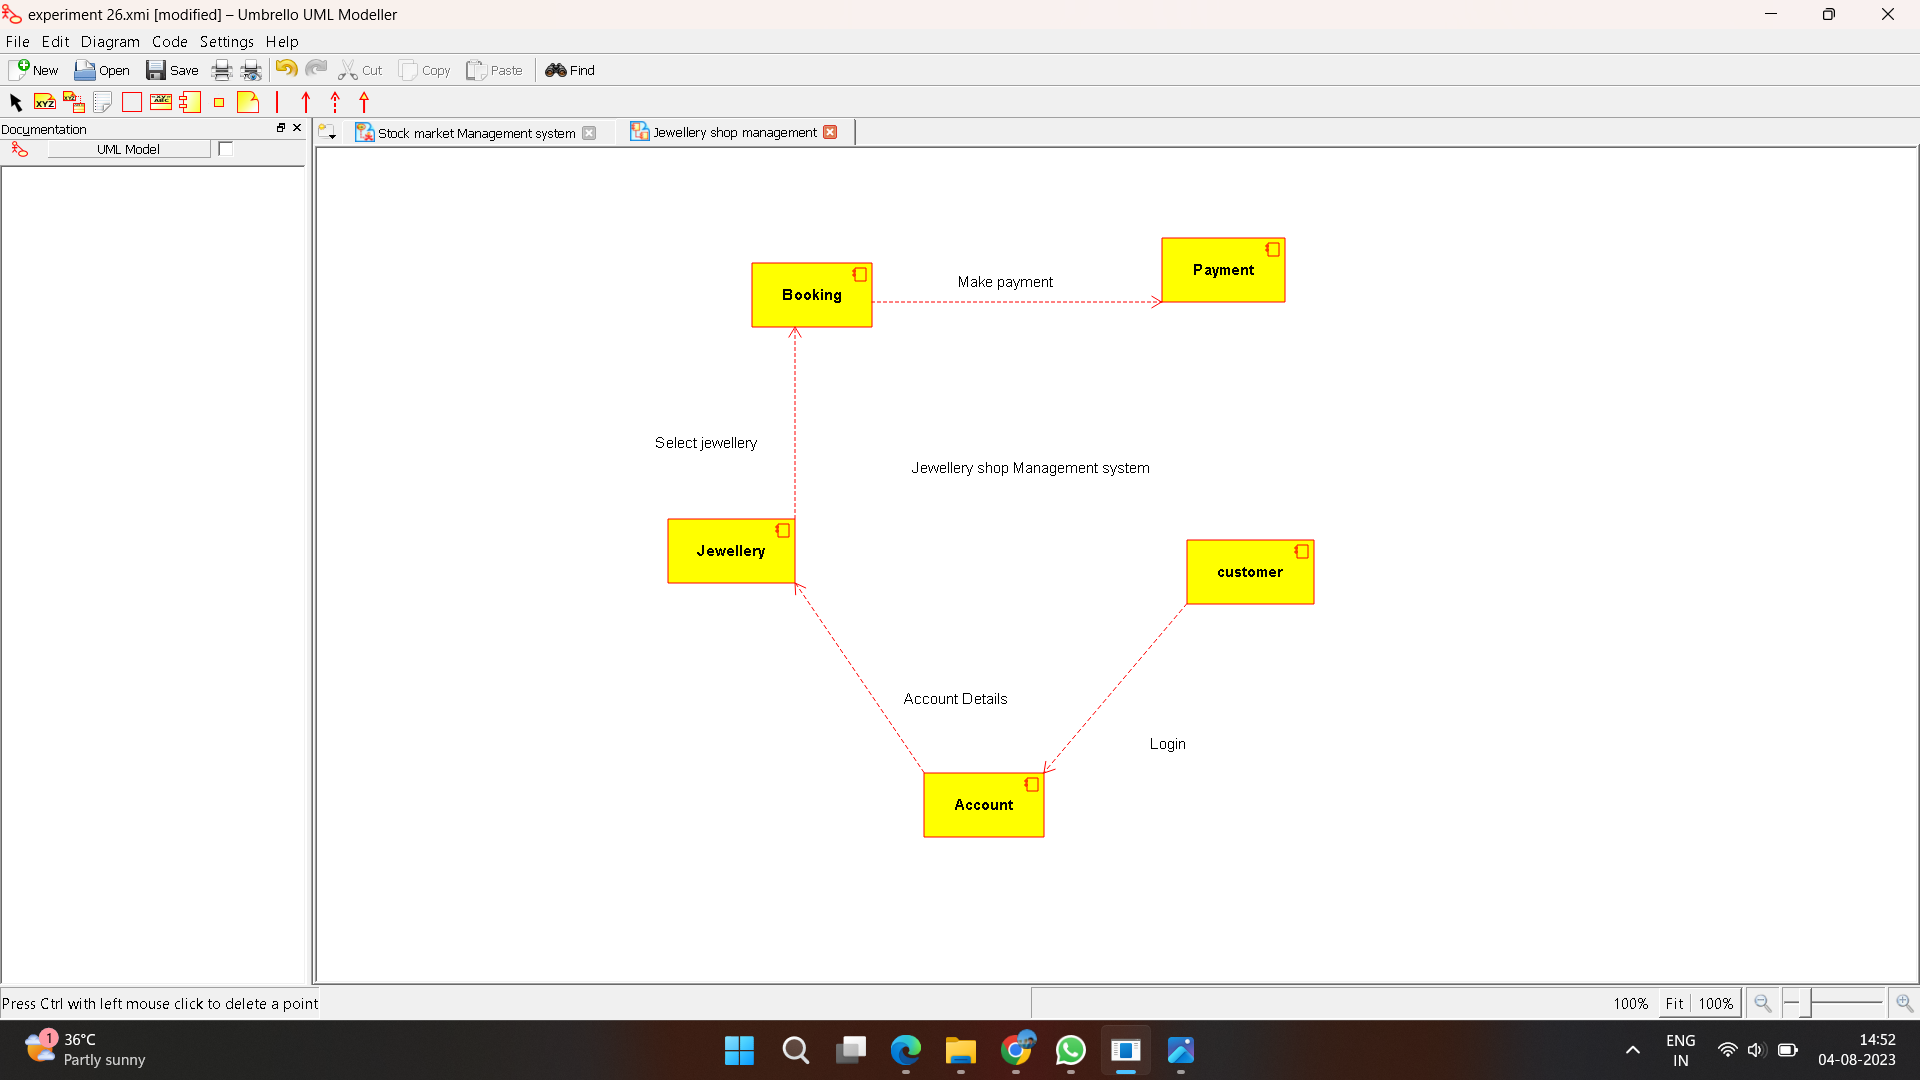 experiment 26.xmi [modified] – Umbrello UML Modeller
File Edit Diagram Code Settings Help
New Open Save Cut Copy Paste Find
XYZ XYZ ABC
Documentation
UML Model
Stock market Management system
Jewellery shop management
Payment
Booking
Make payment
Select jewellery
Jewellery shop Management system
Jewellery
customer
Account Details
Login
Account
Press Ctrl with left mouse click to delete a point
100% Fit 100%
1
36°C
Partly sunny
ENG
IN
14:52
04-08-2023